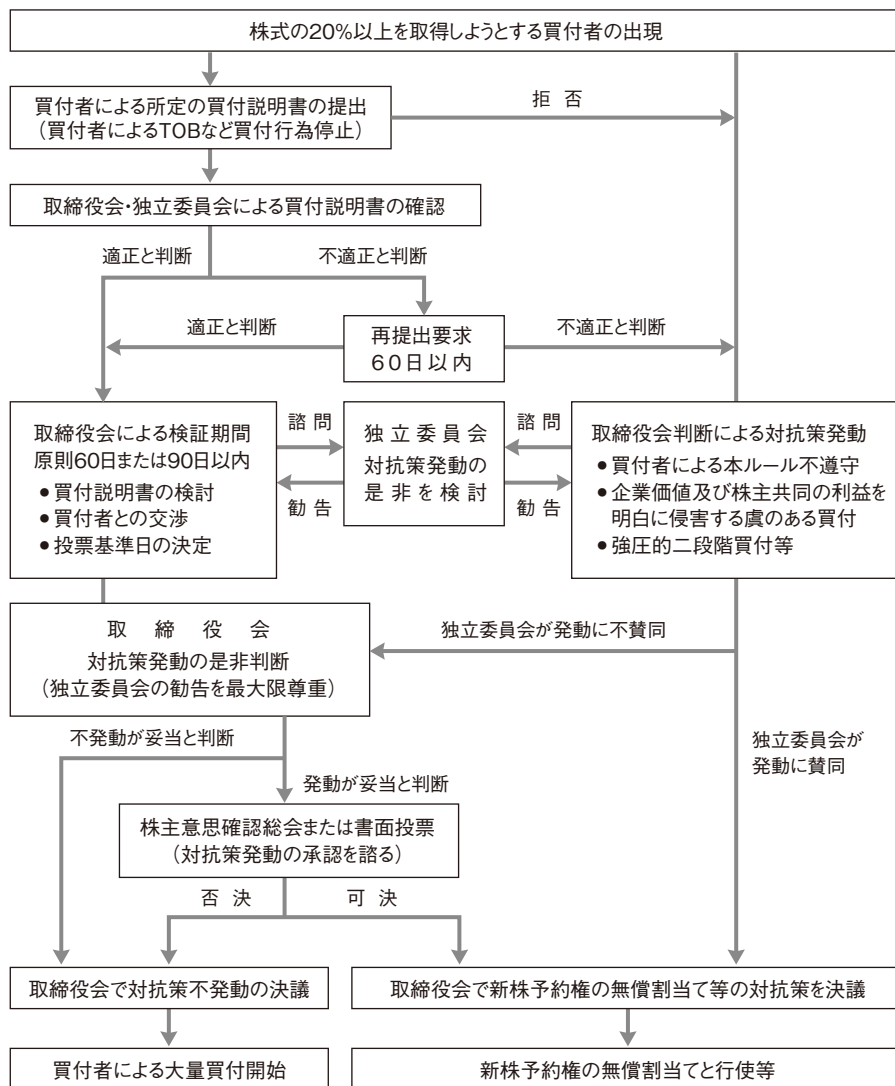 株式の20%以上を取得しようとする買付者の出現
買付者による所定の買付説明書の提出
（買付者によるTOBなど買付行為停止）
拒否
取締役会・独立委員会による買付説明書の確認
適正と判断
不適正と判断
適正と判断
再提出要求
60日以内
不適正と判断
取締役会による検証期間
原則60日または90日以内
●買付説明書の検討
●買付者との交渉
●投票基準日の決定
諮問
勧告
独立委員会
対抗策発動の
是非を検討
諮問
勧告
取締役会判断による対抗策発動
●買付者による本ルール不遵守
●企業価値及び株主共同の利益を
明白に侵害する虞のある買付
●強圧的二段階買付等
取締役会
対抗策発動の是非判断
（独立委員会の勧告を最大限尊重）
独立委員会が発動に不賛同
不発動が妥当と判断
独立委員会が
発動に賛同
発動が妥当と判断
株主意思確認総会または書面投票
（対抗策発動の承認を諮る）
否決
可決
取締役会で対抗策不発動の決議
取締役会で新株予約権の無償割当て等の対抗策を決議
買付者による大量買付開始
新株予約権の無償割当てと行使等